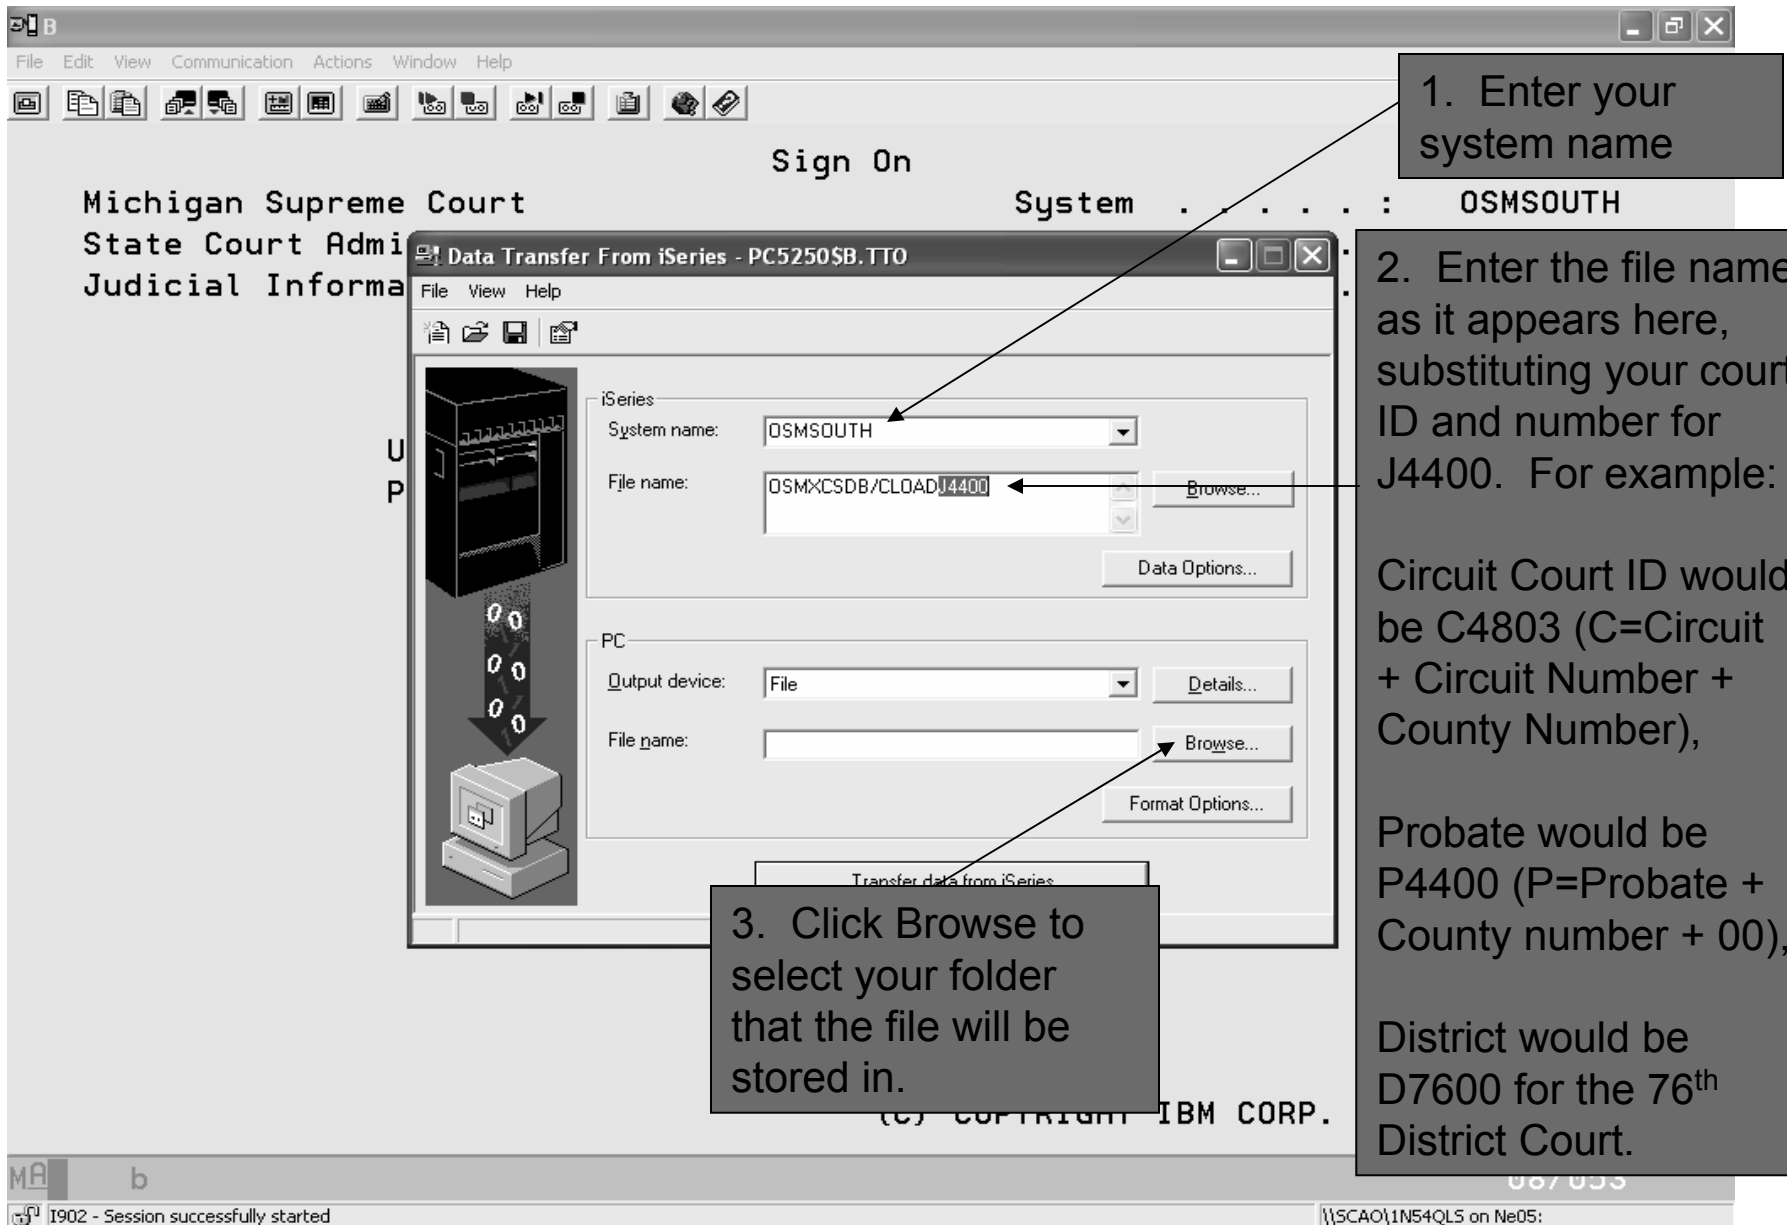 B
File Edit View Communication Actions Window Help
1. Enter your
system name
Sign On
Michigan Supreme Court System . . . . . : OSMSOUTH
State Court Admi
Judicial Informa
Data Transfer From iSeries - PC5250$B.TTO
File View Help
iSeries
System name: OSMSOUTH
File name: OSMXCSDB/CLOADJ4400 Browse...
Data Options...
U
P
PC
Output device: File Details...
File name: Browse...
Format Options...
Transfer data from iSeries
2. Enter the file name
as it appears here,
substituting your court
ID and number for
J4400. For example:
Circuit Court ID would
be C4803 (C=Circuit
+ Circuit Number +
County Number),
Probate would be
P4400 (P=Probate +
County number + 00),
District would be
D7600 for the 76th
District Court.
3. Click Browse to
select your folder
that the file will be
stored in.
(C) COPYRIGHT IBM CORP.
MA b 08/053
I902 - Session successfully started \\SCAO\1N54QLS on Ne05: